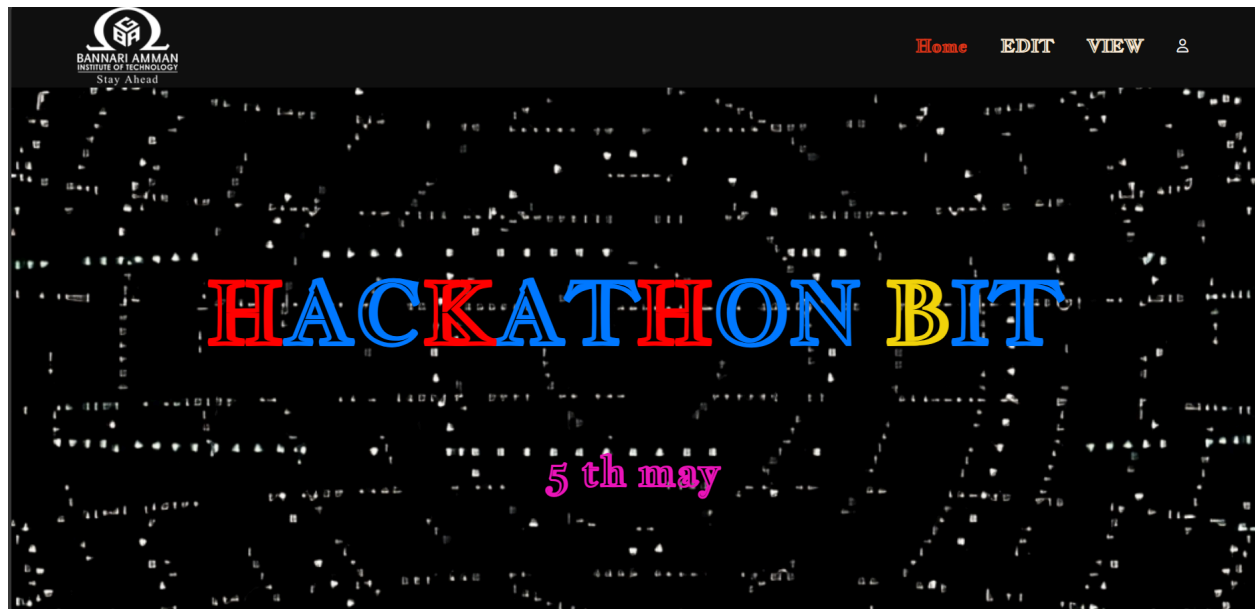 BANNARI AMMAN
INSTITUTE OF TECHNOLOGY
Stay Ahead
Home EDIT VIEW
HACKATHON BIT
5 th may